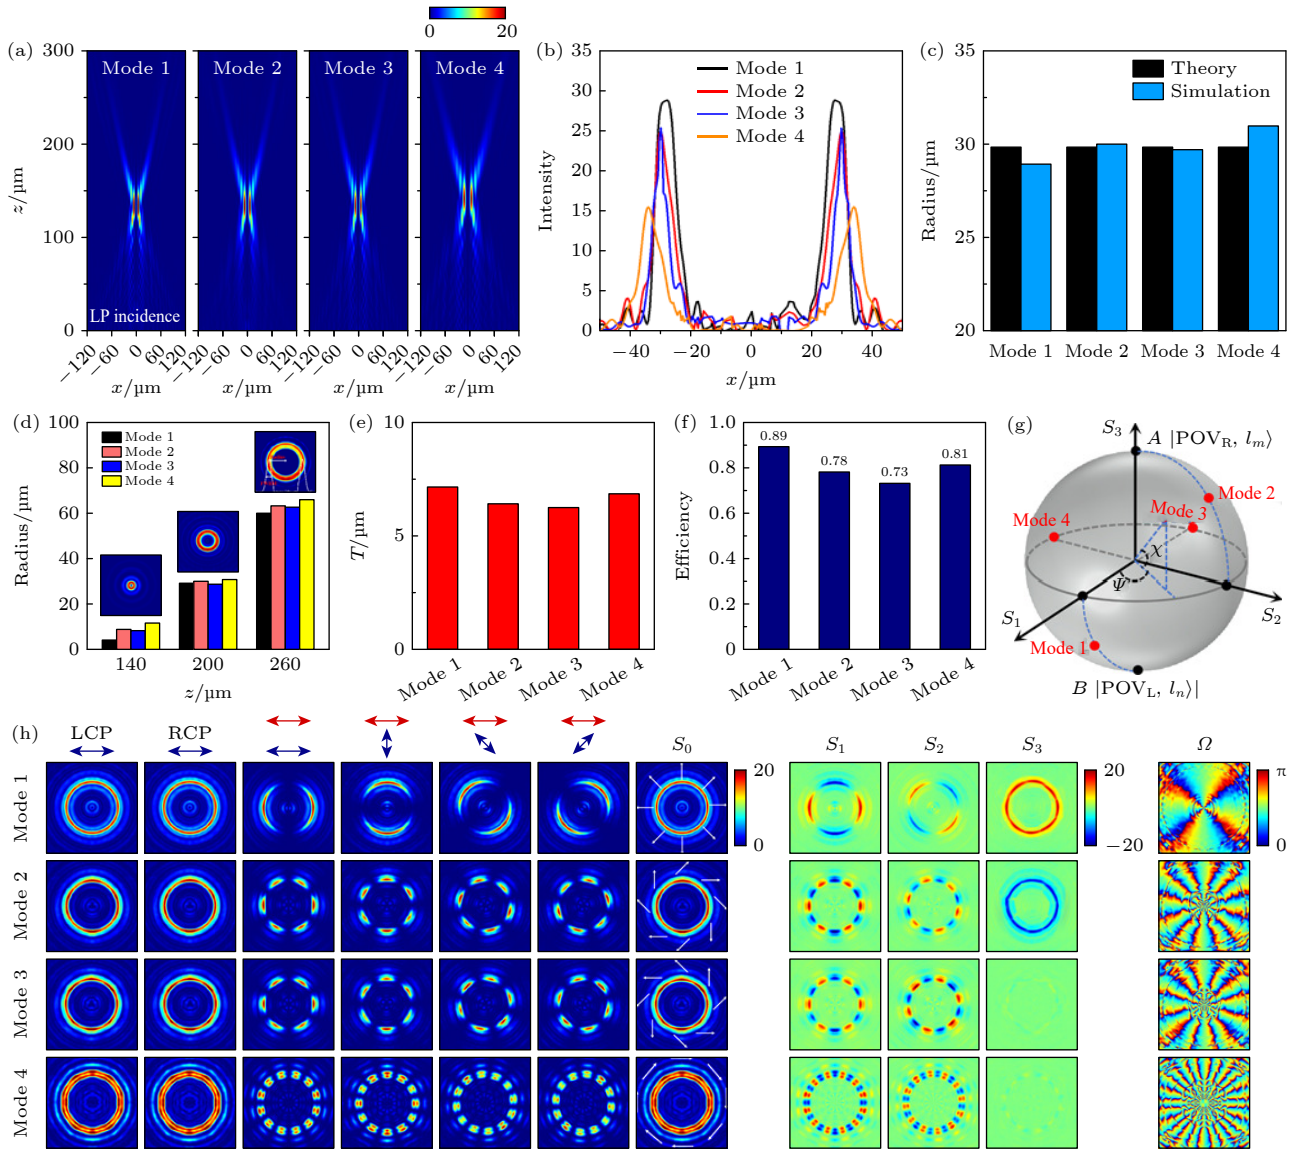 0 20
(a)
300
200
100
0
z/µm
Mode 1 Mode 2 Mode 3 Mode 4
LP incidence
−120 −60 0 60 120
−120 −60 0 60 120
−120 −60 0 60 120
−120 −60 0 60 120
x/µm x/µm x/µm x/µm
(b)
35
30
25
20
15
10
5
0
Intensity
Mode 1
Mode 2
Mode 3
Mode 4
−40 −20 0 20 40
x/µm
(c)
35
30
25
20
Radius/µm
Theory
Simulation
Mode 1 Mode 2 Mode 3 Mode 4
(d)
100
80
60
40
20
0
Radius/µm
Mode 1
Mode 2
Mode 3
Mode 4
140 200 260
z/µm
(e)
10
5
0
T/µm
Mode 1 Mode 2 Mode 3 Mode 4
(f)
1.0
0.8
0.6
0.4
0.2
0
Efficiency
0.89 0.78 0.73 0.81
Mode 1 Mode 2 Mode 3 Mode 4
(g)
S3
A |POVR, lm⟩
Mode 2
Mode 3
Mode 4
χ
Ψ
S1
S2
Mode 1
B |POVL, ln⟩|
(h)
LCP RCP S0 S1 S2 S3 Ω
Mode 1
Mode 2
Mode 3
Mode 4
20
0
20
−20
π
0